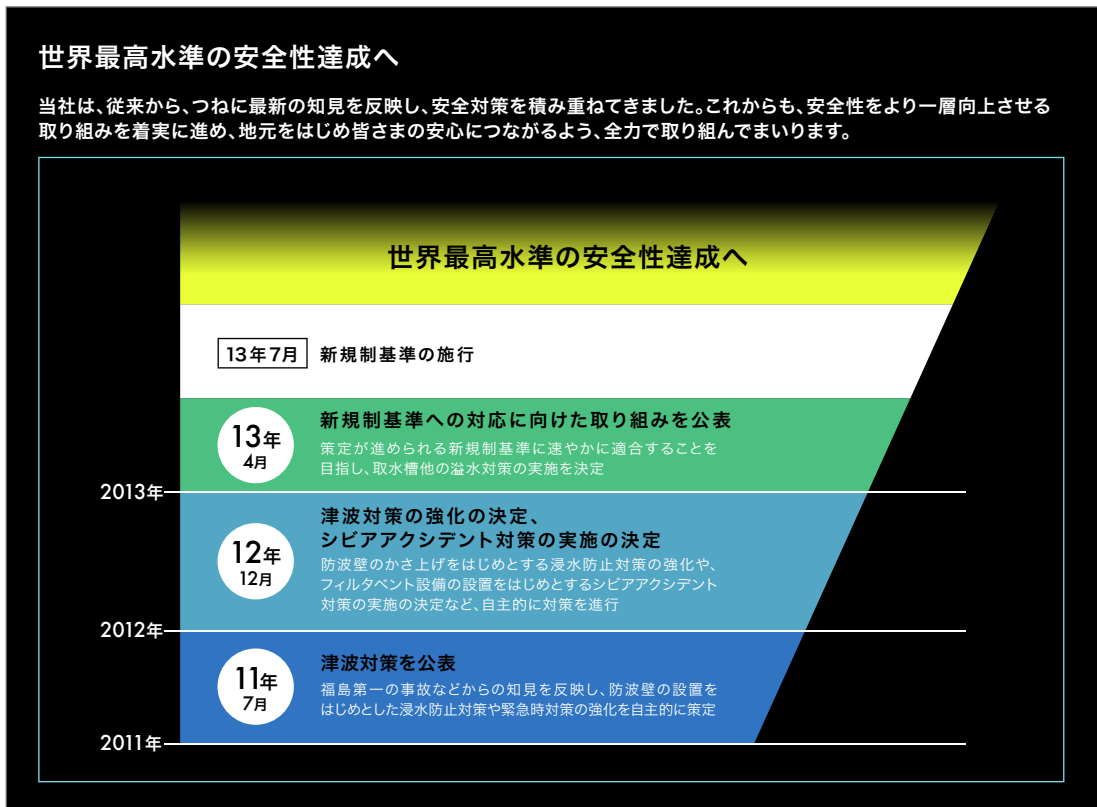 世界最高水準の安全性達成へ
当社は、従来から、つねに最新の知見を反映し、安全対策を積み重ねてきました。これからも、安全性をより一層向上させる
取り組みを着実に進め、地元をはじめ皆さまの安心につながるよう、全力で取り組んでまいります。
世界最高水準の安全性達成へ
13年7月 新規制基準の施行
13年
4月
新規制基準への対応に向けた取り組みを公表
策定が進められる新規制基準に速やかに適合することを
目指し、取水槽他の溢水対策の実施を決定
2013年
12年
12月
津波対策の強化の決定、
シビアアクシデント対策の実施の決定
防波壁のかさ上げをはじめとする浸水防止対策の強化や、
フィルタベント設備の設置をはじめとするシビアアクシデント
対策の実施の決定など、自主的に対策を進行
2012年
11年
7月
津波対策を公表
福島第一の事故などからの知見を反映し、防波壁の設置を
はじめとした浸水防止対策や緊急時対策の強化を自主的に策定
2011年